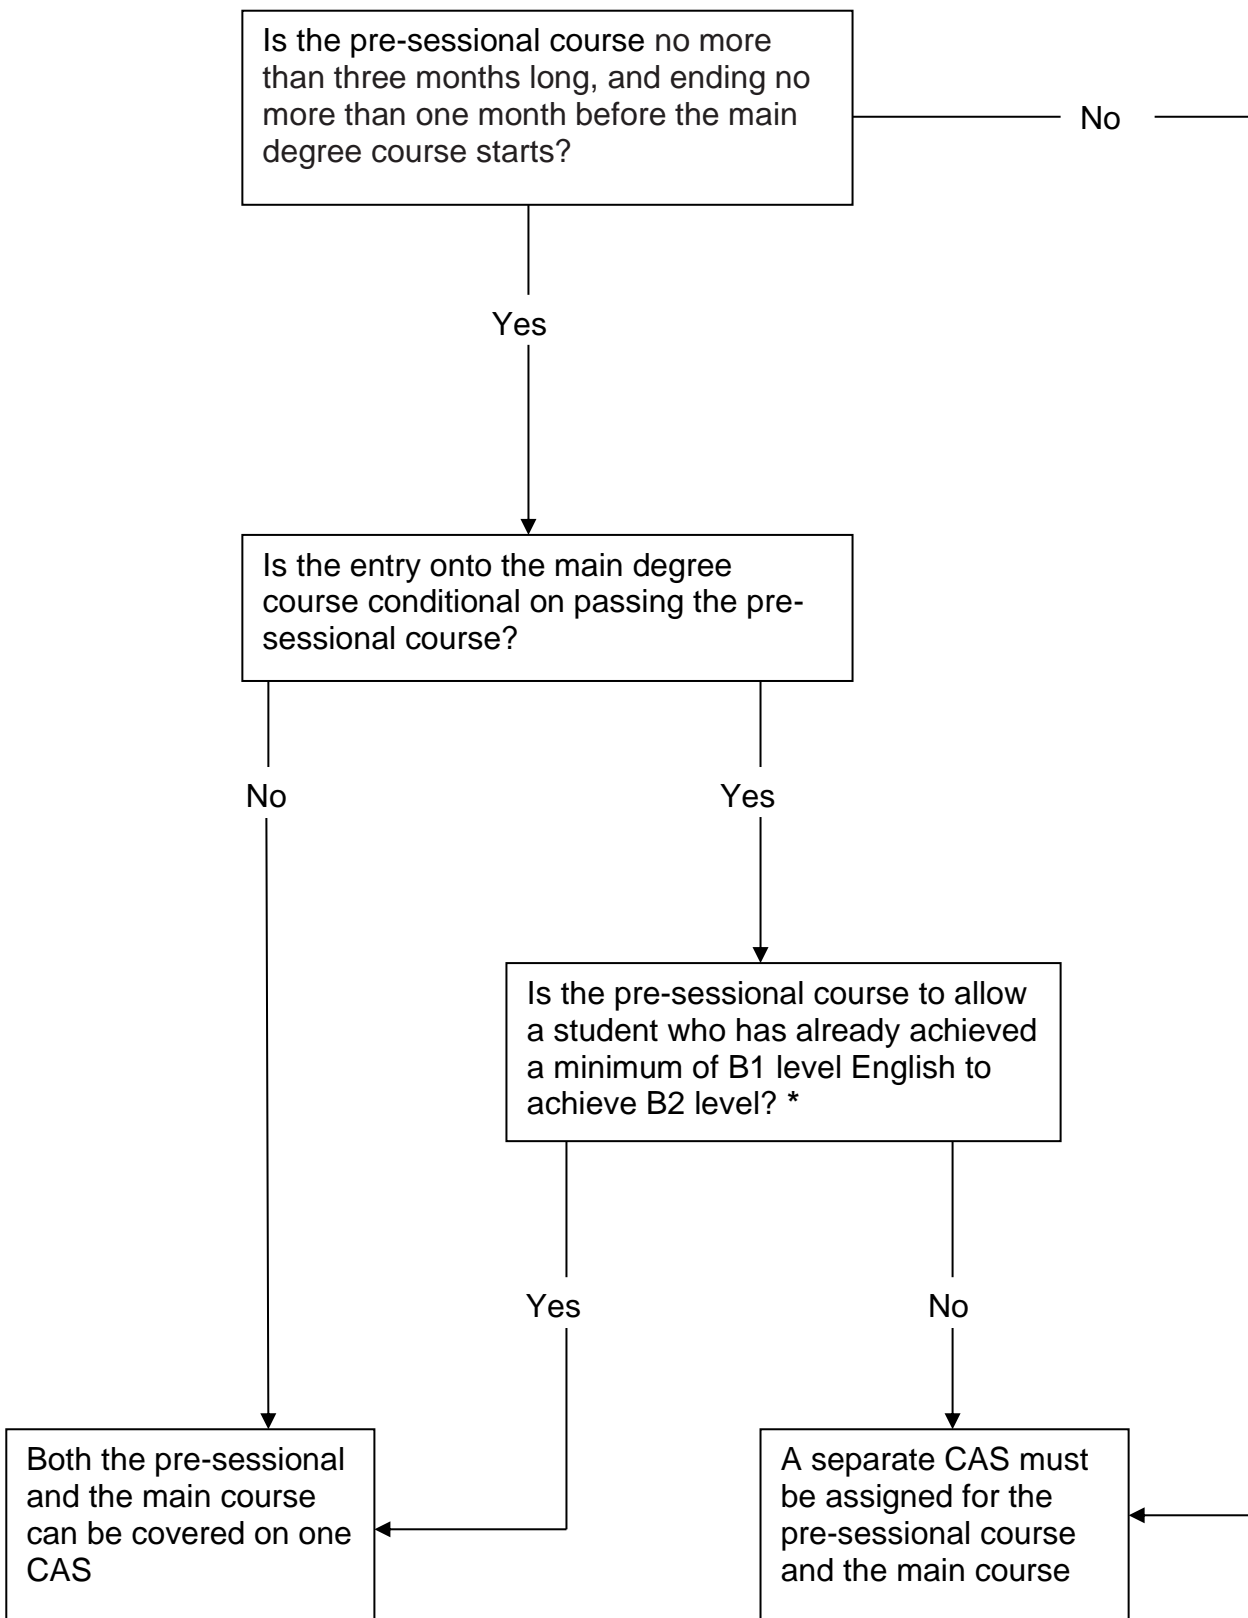 Is the pre-sessional course no more
than three months long, and ending no
more than one month before the main
degree course starts?
No
Yes
Is the entry onto the main degree
course conditional on passing the pre-
sessional course?
No
Yes
Is the pre-sessional course to allow
a student who has already achieved
a minimum of B1 level English to
achieve B2 level? *
Yes
No
Both the pre-sessional
and the main course
can be covered on one
CAS
A separate CAS must
be assigned for the
pre-sessional course
and the main course